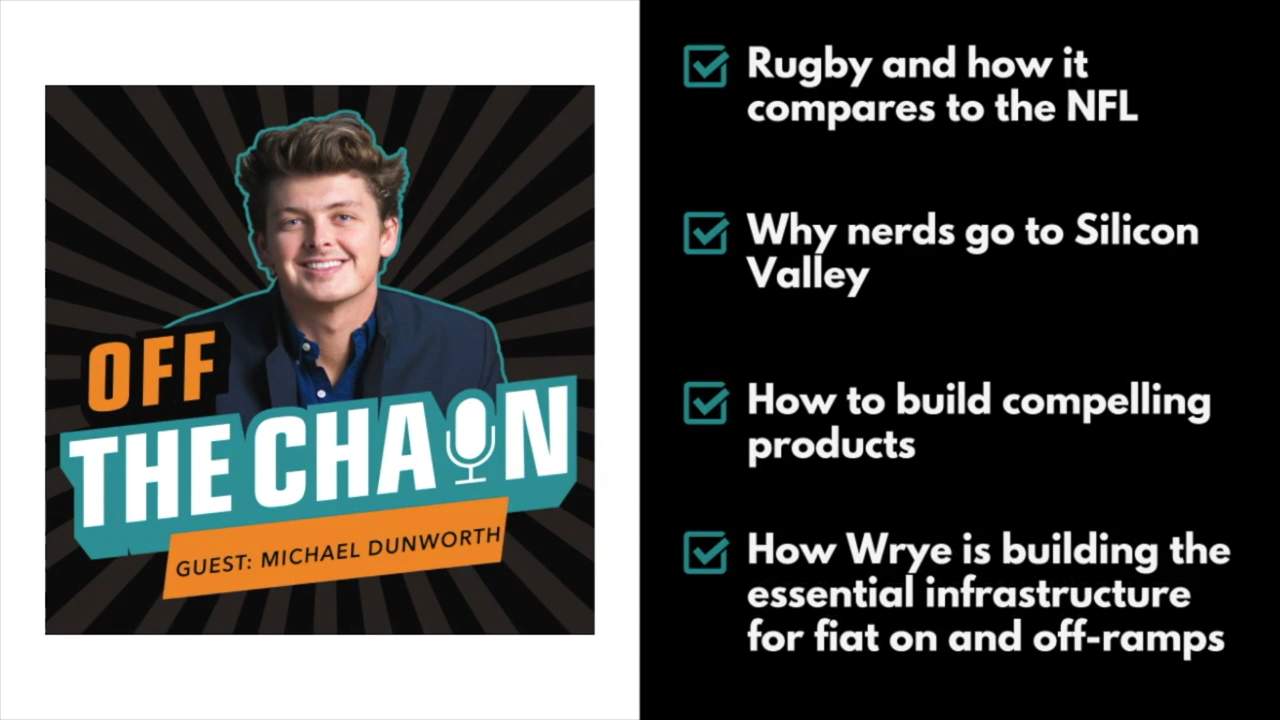 OFF
THE CHAIN
GUEST: MICHAEL DUNWORTH
Rugby and how it
compares to the NFL
Why nerds go to Silicon
Valley
How to build compelling
products
How Wrye is building the
essential infrastructure
for fiat on and off-ramps